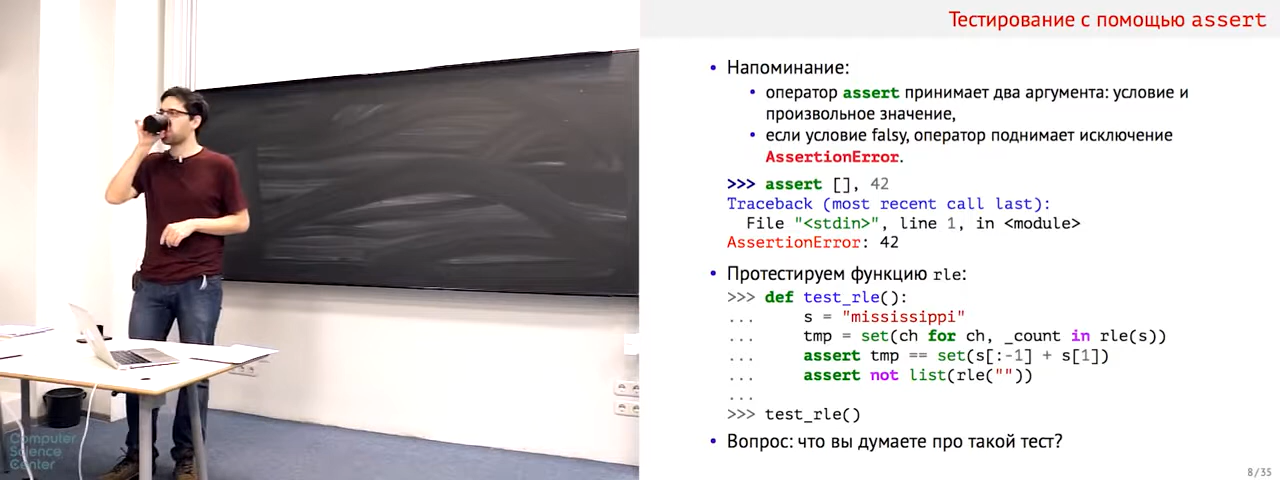 Тестирование с помощью assert
• Напоминание:
• оператор assert принимает два аргумента: условие и
произвольное значение,
• если условие falsy, оператор поднимает исключение
AssertionError.
>>> assert [], 42
Traceback (most recent call last):
  File "<stdin>", line 1, in <module>
AssertionError: 42
• Протестируем функцию rle:
>>> def test_rle():
...     s = "mississippi"
...     tmp = set(ch for ch, _count in rle(s))
...     assert tmp == set(s[:-1] + s[1])
...     assert not list(rle(""))
...
>>> test_rle()
• Вопрос: что вы думаете про такой тест?
8/35
Computer
Science
Center